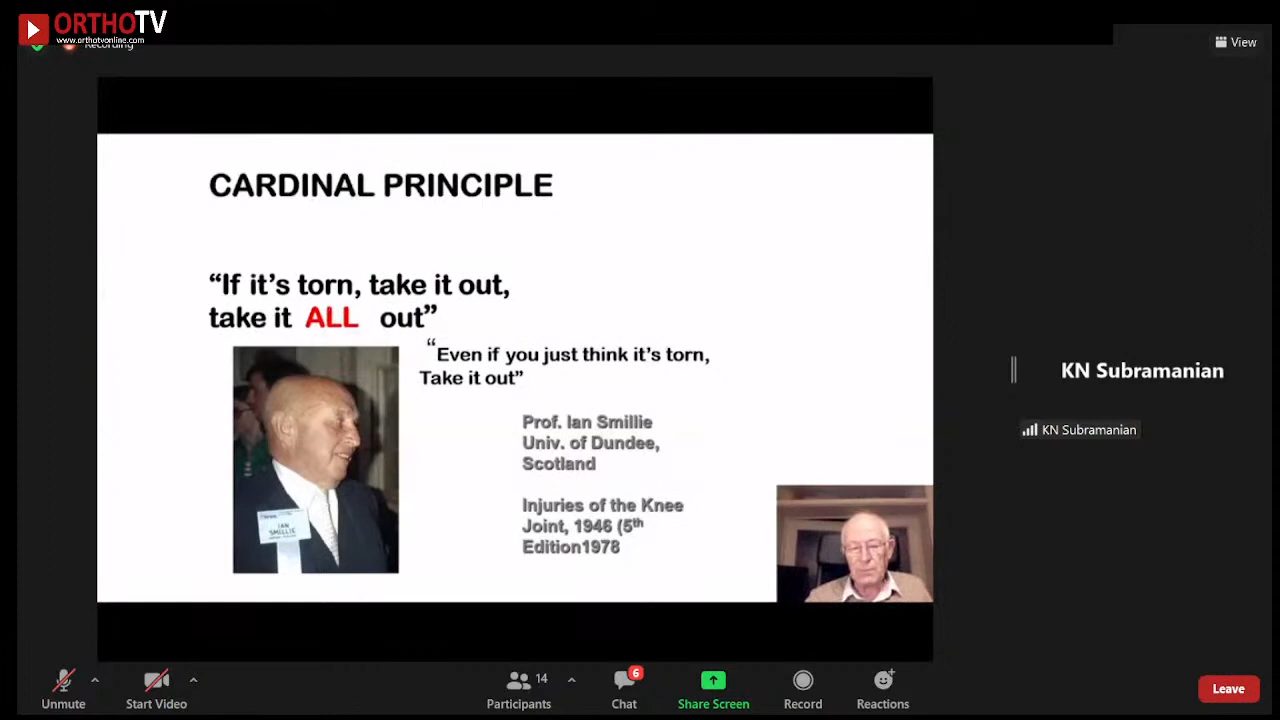 ORTHOTV
www.orthotvonline.com
Recording
View
CARDINAL PRINCIPLE
“If it’s torn, take it out,
take it ALL out”
“Even if you just think it’s torn,
Take it out”
Prof. Ian Smillie
Univ. of Dundee,
Scotland
Injuries of the Knee
Joint, 1946 (5th
Edition1978
IAN
SMILLIE
KN Subramanian
KN Subramanian
Unmute
Start Video
14
Participants
6
Chat
Share Screen
Record
Reactions
Leave